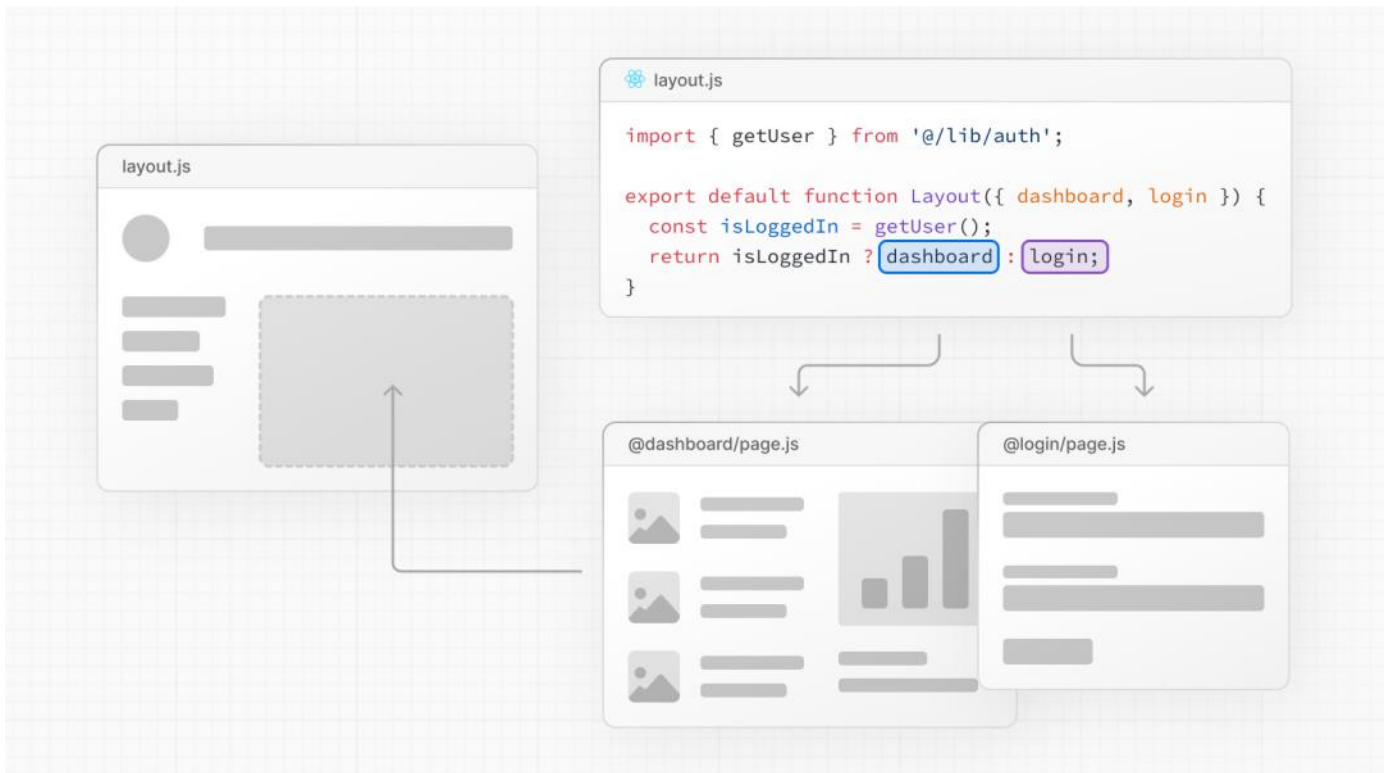 layout.js
layout.js
import { getUser } from '@/lib/auth';
export default function Layout({ dashboard, login }) {
const isLoggedIn = getUser();
return isLoggedIn ? dashboard : login;
}
@dashboard/page.js
@login/page.js